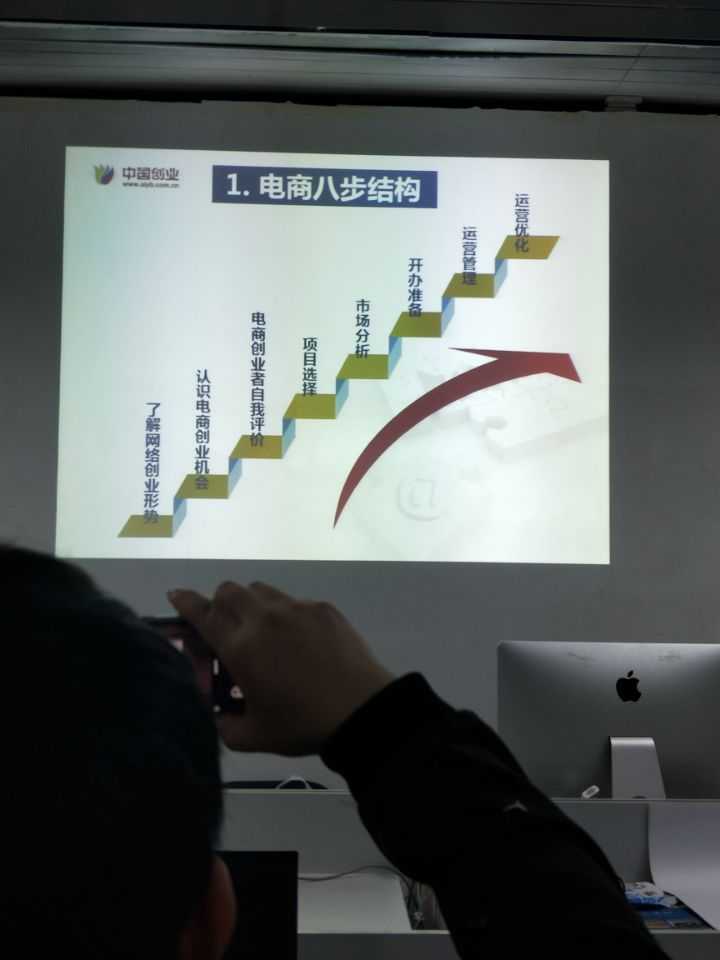 中国创业
www.siyb.com.cn
1. 电商八步结构
了解网络创业形势
认识电商创业机会
电商创业者自我评价
项目选择
市场分析
开办准备
运营管理
运营优化
@